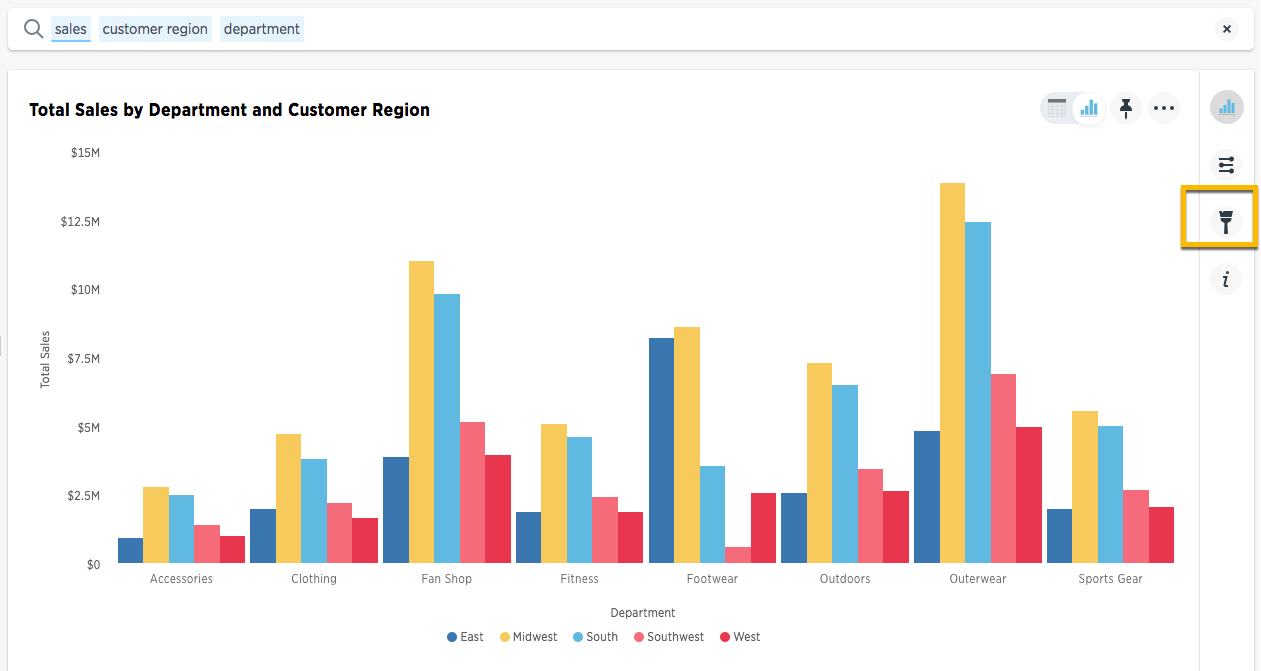 sales customer region department
Total Sales by Department and Customer Region
$15M
$12.5M
$10M
$7.5M
$5M
$2.5M
$0
Total Sales
Accessories Clothing Fan Shop Fitness Footwear Outdoors Outerwear Sports Gear
Department
East Midwest South Southwest West
i